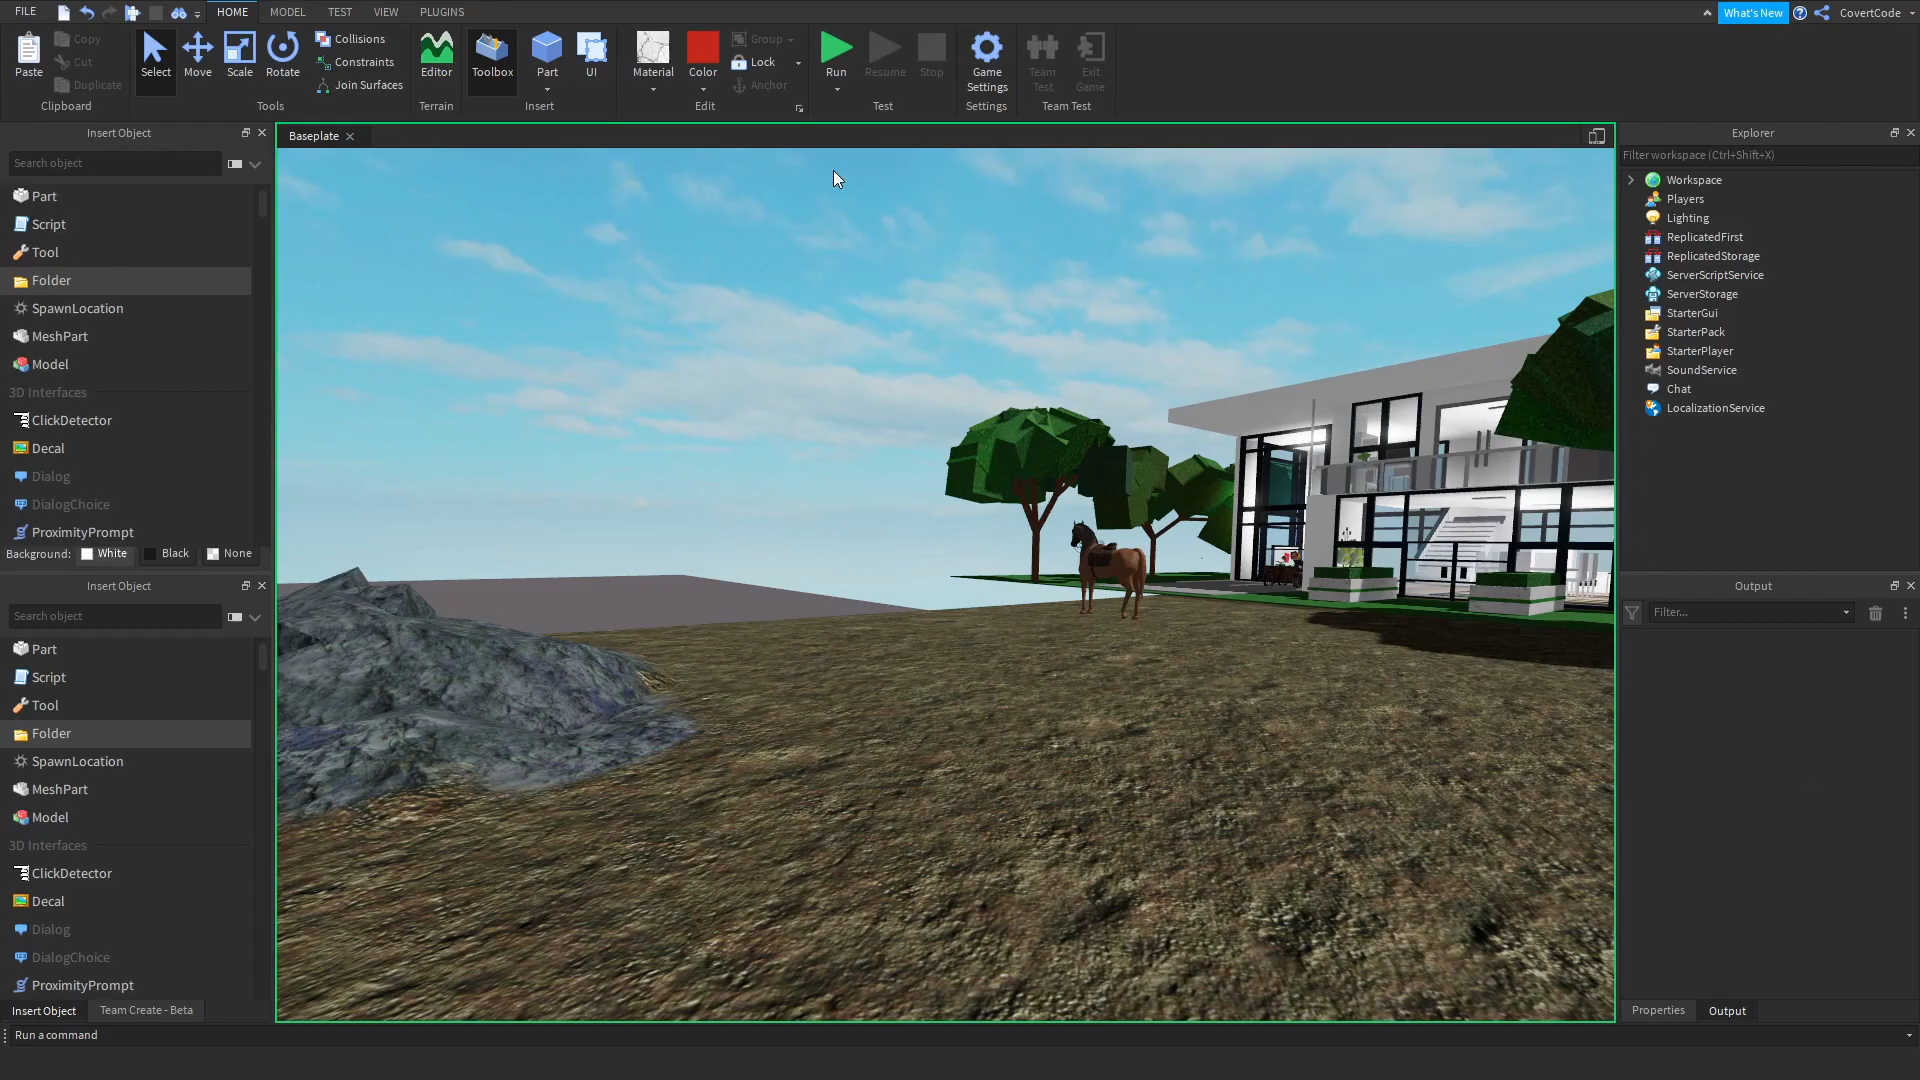 FILE
HOME
MODEL
TEST
VIEW
PLUGINS
What's New
CovertCode
Paste
Copy
Cut
Duplicate
Clipboard
Select
Move
Scale
Rotate
Collisions
Constraints
Join Surfaces
Tools
Editor
Terrain
Toolbox
Part
UI
Insert
Material
Color
Group
Lock
Anchor
Edit
Run
Resume
Stop
Test
Game
Settings
Settings
Team
Test
Exit
Game
Team Test
Insert Object
Search object
Part
Script
Tool
Folder
SpawnLocation
MeshPart
Model
3D Interfaces
ClickDetector
Decal
Dialog
DialogChoice
ProximityPrompt
Background: White Black None
Insert Object
Search object
Part
Script
Tool
Folder
SpawnLocation
MeshPart
Model
3D Interfaces
ClickDetector
Decal
Dialog
DialogChoice
ProximityPrompt
Insert Object
Team Create - Beta
Run a command
Baseplate
Explorer
Filter workspace (Ctrl+Shift+X)
Workspace
Players
Lighting
ReplicatedFirst
ReplicatedStorage
ServerScriptService
ServerStorage
StarterGui
StarterPack
StarterPlayer
SoundService
Chat
LocalizationService
Output
Filter...
Properties
Output